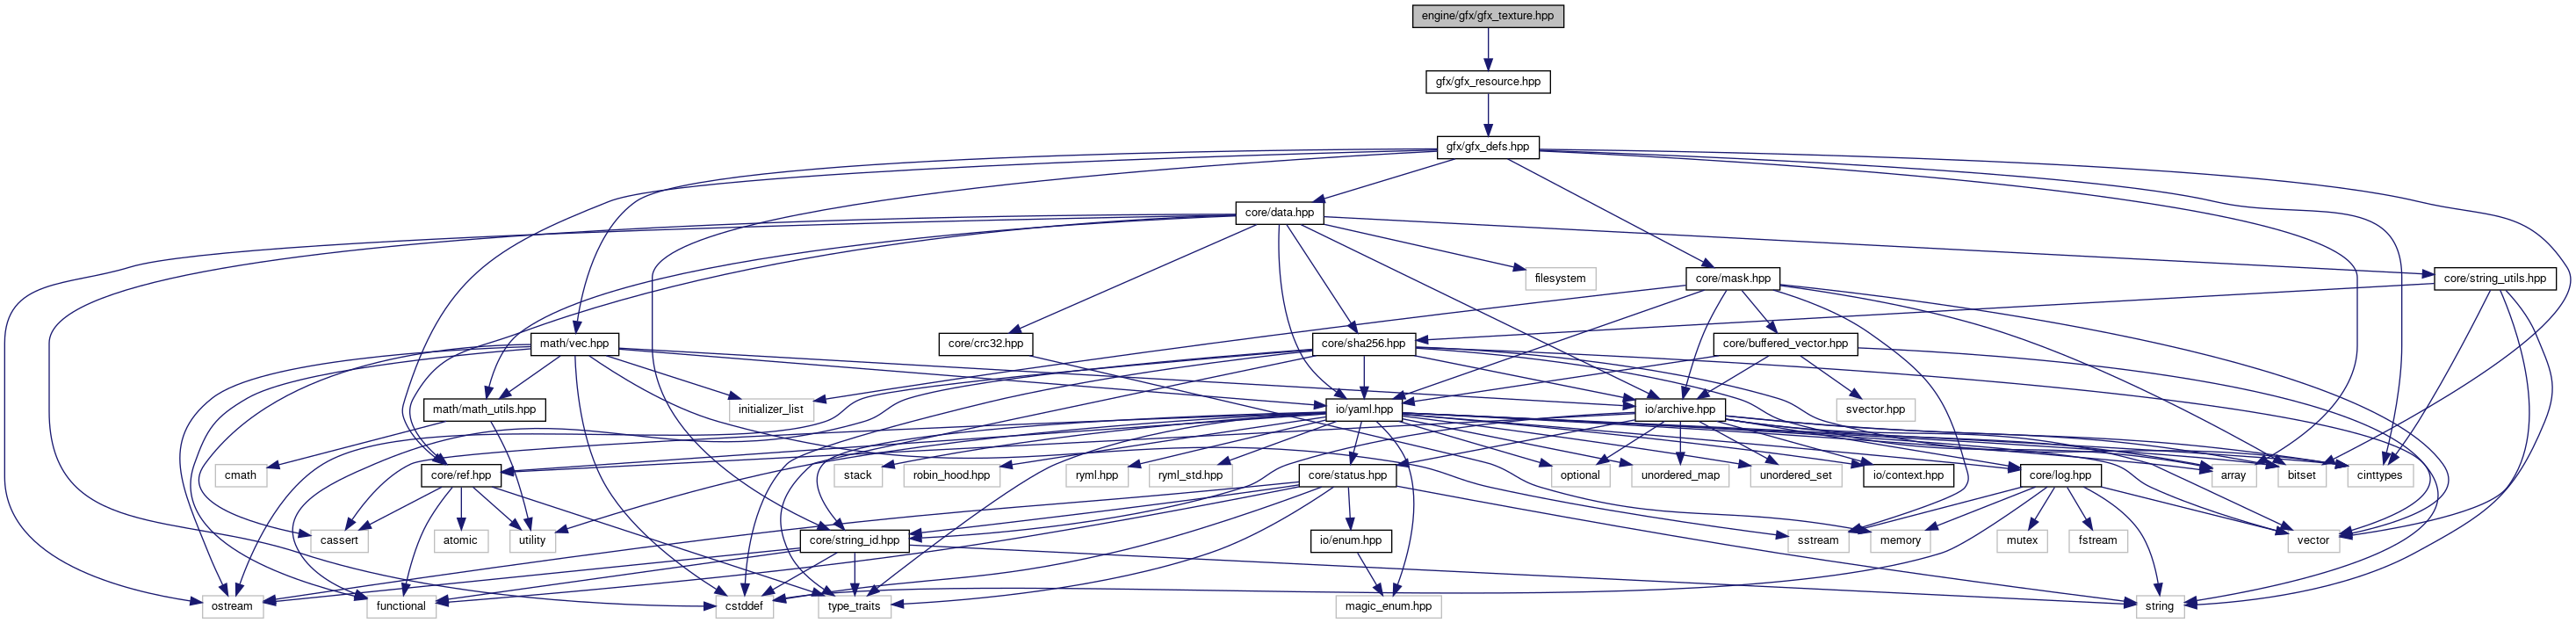 engine/gfx/gfx_texture.hpp
gfx/gfx_resource.hpp
gfx/gfx_defs.hpp
core/data.hpp
filesystem
core/mask.hpp
core/string_utils.hpp
math/vec.hpp
core/crc32.hpp
core/sha256.hpp
core/buffered_vector.hpp
math/math_utils.hpp
initializer_list
io/yaml.hpp
io/archive.hpp
svector.hpp
cmath
core/ref.hpp
stack
robin_hood.hpp
ryml.hpp
ryml_std.hpp
core/status.hpp
optional
unordered_map
unordered_set
io/context.hpp
core/log.hpp
array
bitset
cinttypes
cassert
atomic
utility
core/string_id.hpp
io/enum.hpp
sstream
memory
mutex
fstream
vector
ostream
functional
cstddef
type_traits
magic_enum.hpp
string